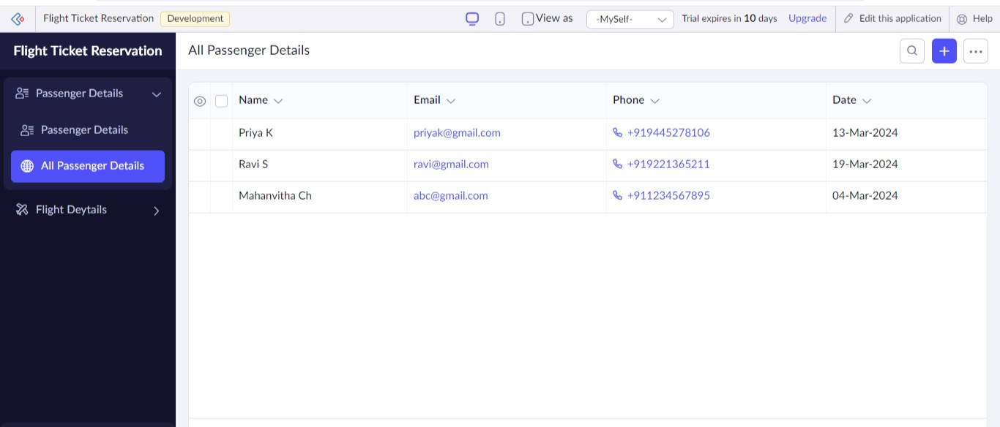 Flight Ticket Reservation Development View as -MySelf- Trial expires in 10 days Upgrade Edit this application Help
Flight Ticket Reservation
Passenger Details
Passenger Details
All Passenger Details
Flight Deytails
All Passenger Details
Name Email Phone Date
Priya K priyak@gmail.com +919445278106 13-Mar-2024
Ravi S ravi@gmail.com +919221365211 19-Mar-2024
Mahanvitha Ch abc@gmail.com +911234567895 04-Mar-2024